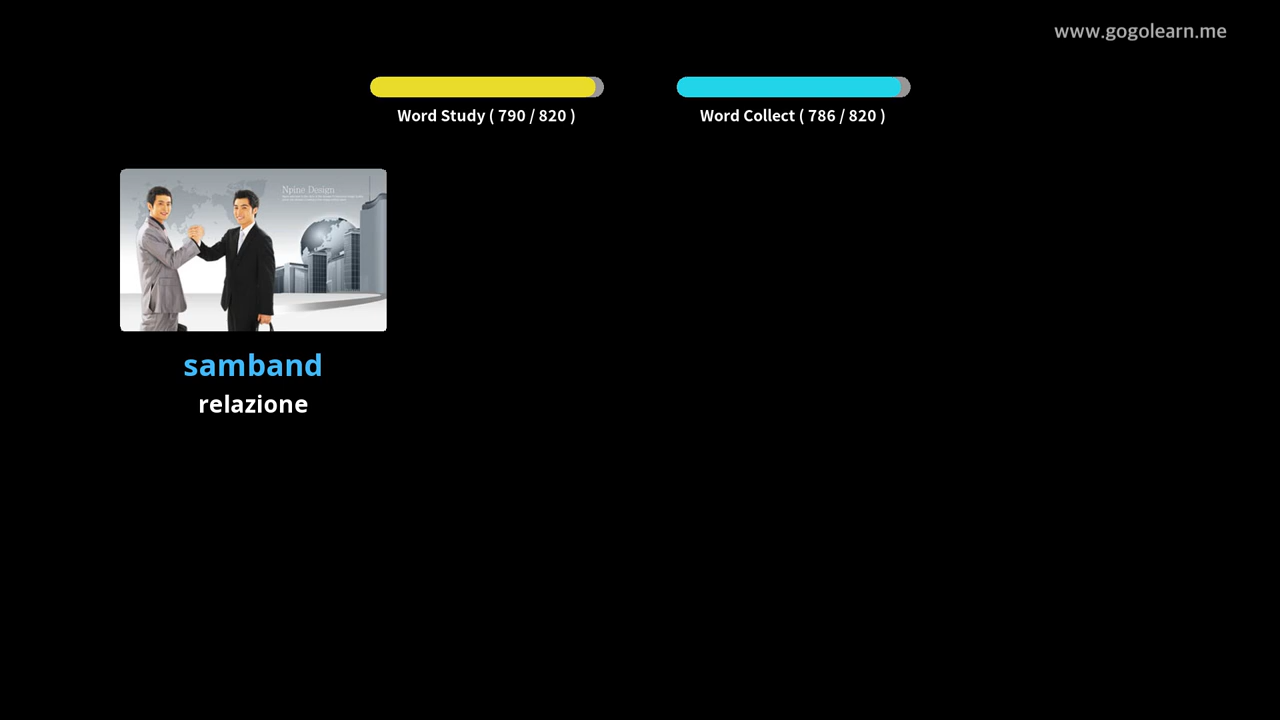 www.gogolearn.me
Word Study ( 790 / 820 )
Word Collect ( 786 / 820 )
Npine Design
samband
relazione